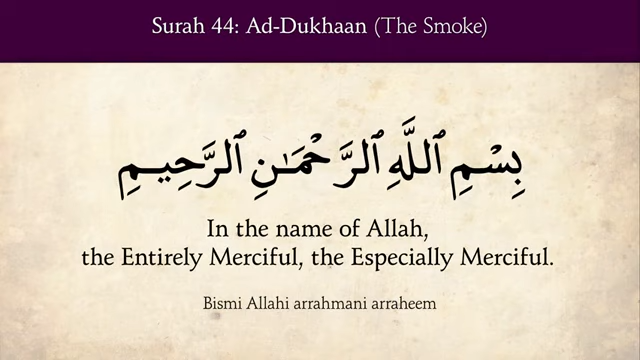 Surah 44: Ad-Dukhaan (The Smoke)
بِسْمِ ٱللَّهِ ٱلرَّحْمَـٰنِ ٱلرَّحِيمِ
In the name of Allah,
the Entirely Merciful, the Especially Merciful.
Bismi Allahi arrahmani arraheem